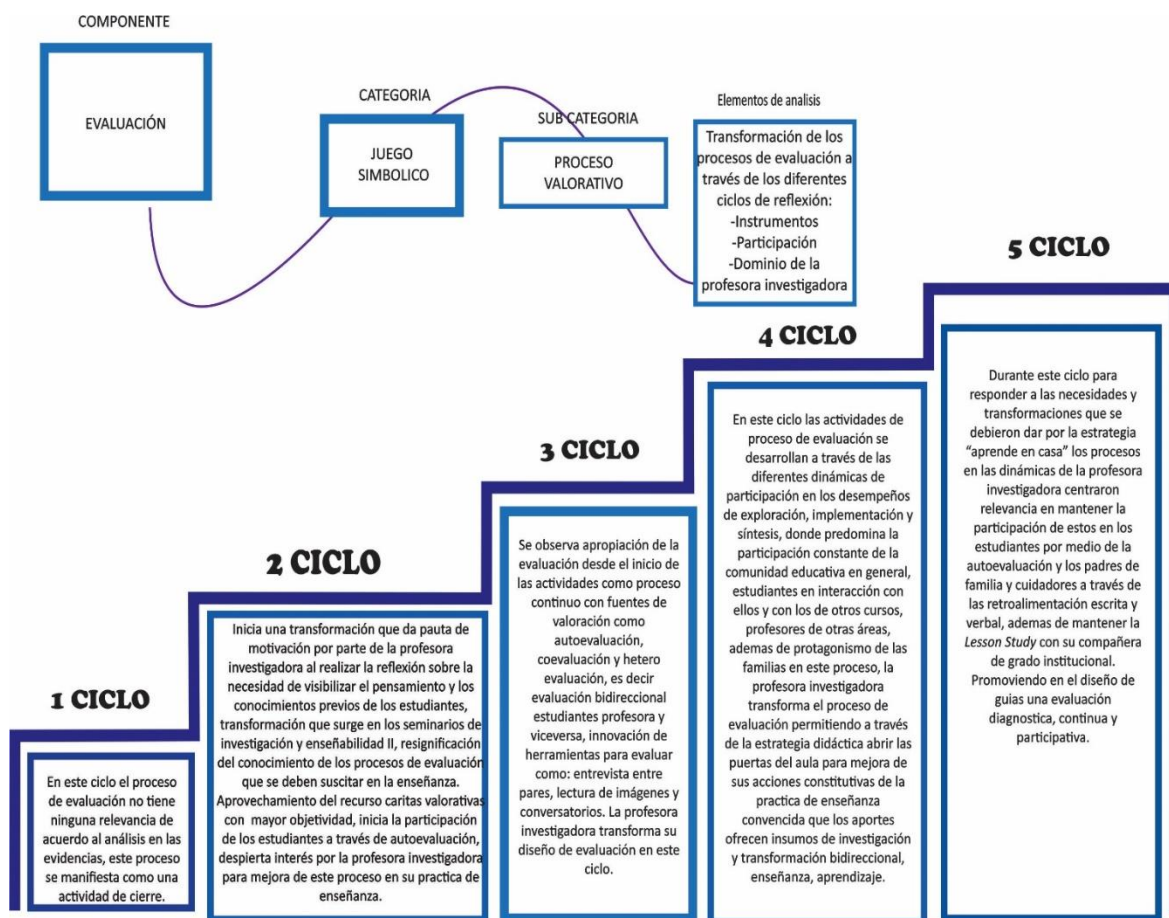 COMPONENTE
EVALUACIÓN
CATEGORIA
JUEGO
SIMBOLICO
SUB CATEGORIA
PROCESO
VALORATIVO
Elementos de analisis
Transformación de los
procesos de evaluación a
través de los diferentes
ciclos de reflexión:
-Instrumentos
-Participación
-Dominio de la
profesora investigadora
1 CICLO
En este ciclo el proceso
de evaluación no tiene
ninguna relevancia de
acuerdo al análisis en las
evidencias, este proceso
se manifiesta como una
actividad de cierre.
2 CICLO
Inicia una transformación que da pauta de
motivación por parte de la profesora
investigadora al realizar la reflexión sobre la
necesidad de visibilizar el pensamiento y los
conocimientos previos de los estudiantes,
transformación que surge en los seminarios de
investigación y enseñabilidad II, resignificación
del conocimiento de los procesos de evaluación
que se deben suscitar en la enseñanza.
Aprovechamiento del recurso caritas valorativas
con mayor objetividad, inicia la participación
de los estudiantes a través de autoevaluación,
despierta interés por la profesora investigadora
para mejora de este proceso en su practica de
enseñanza.
3 CICLO
Se observa apropiación de la
evaluación desde el inicio de
las actividades como proceso
continuo con fuentes de
valoración como
autoevaluación,
coevaluación y hetero
evaluación, es decir
evaluación bidireccional
estudiantes profesora y
viceversa, innovación de
herramientas para evaluar
como: entrevista entre
pares, lectura de imágenes y
conversatorios. La profesora
investigadora transforma su
diseño de evaluación en este
ciclo.
4 CICLO
En este ciclo las actividades de
proceso de evaluación se
desarrollan a través de las
diferentes dinámicas de
participación en los desempeños
de exploración, implementación y
síntesis, donde predomina la
participación constante de la
comunidad educativa en general,
estudiantes en interacción con
ellos y con los de otros cursos,
profesores de otras áreas,
ademas de protagonismo de las
familias en este proceso, la
profesora investigadora
transforma el proceso de
evaluación permitiendo a través
de la estrategia didáctica abrir las
puertas del aula para mejora de
sus acciones constitutivas de la
practica de enseñanza
convencida que los aportes
ofrecen insumos de investigación
y transformación bidireccional,
enseñanza, aprendizaje.
5 CICLO
Durante este ciclo para
responder a las necesidades y
transformaciones que se
debieron dar por la estrategia
“aprende en casa” los procesos
en las dinámicas de la profesora
investigadora centraron
relevancia en mantener la
participación de estos en los
estudiantes por medio de la
autoevaluación y los padres de
familia y cuidadores a través de
las retroalimentación escrita y
verbal, ademas de mantener la
Lesson Study con su compañera
de grado institucional.
Promoviendo en el diseño de
guias una evaluación
diagnostica, continua y
participativa.